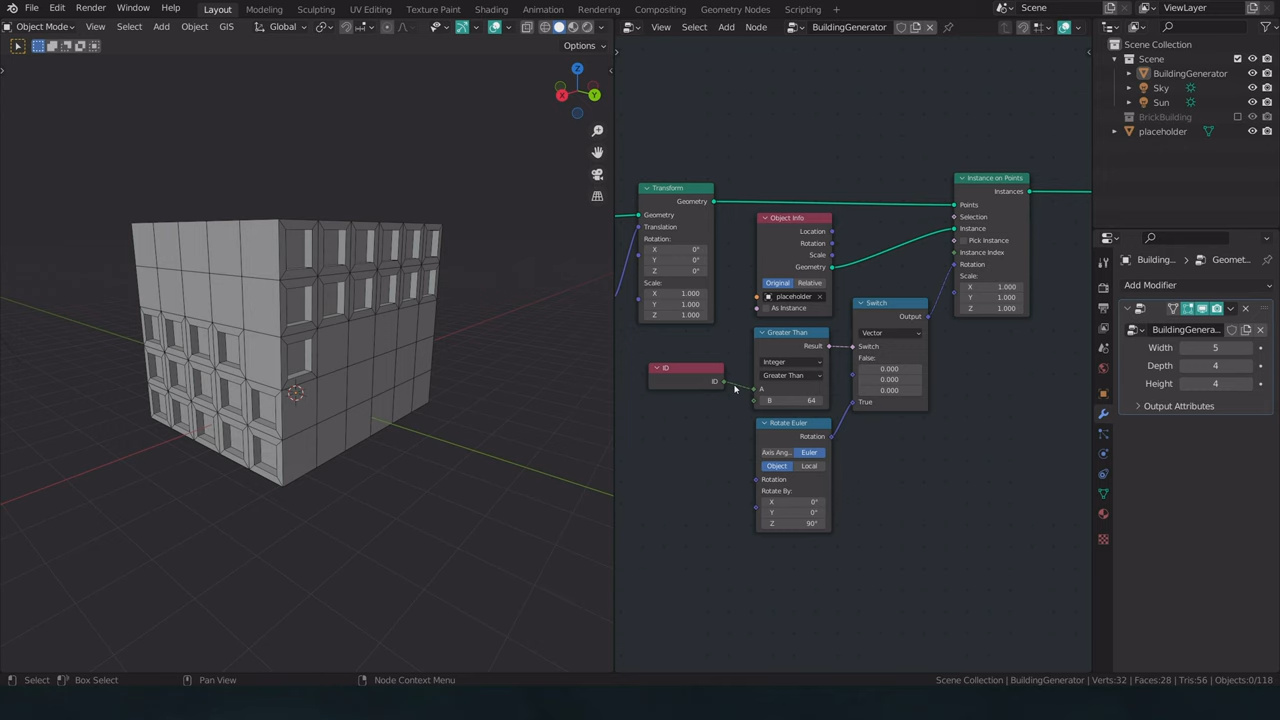 File Edit Render Window Help Layout Modeling Sculpting UV Editing Texture Paint Shading Animation Rendering Compositing Geometry Nodes Scripting + Scene ViewLayer
Object Mode View Select Add Object GIS Global View Select Add Node BuildingGenerator
Options
Z
X Y
Transform
Geometry
Geometry
Translation
Rotation:
X 0°
Y 0°
Z 0°
Scale:
X 1.000
Y 1.000
Z 1.000
Object Info
Location
Rotation
Scale
Geometry
Original Relative
placeholder
As Instance
Instance on Points
Instances
Points
Selection
Instance
Pick Instance
Instance Index
Rotation
Scale:
X 1.000
Y 1.000
Z 1.000
Switch
Output
Vector
Switch
False:
0.000
0.000
0.000
True
Greater Than
Result
Integer
Greater Than
A
B 64
ID
ID
Rotate Euler
Rotation
Axis Ang.. Euler
Object Local
Rotation
Rotate By:
X 0°
Y 0°
Z 90°
Scene Collection
Scene
BuildingGenerator
Sky
Sun
BrickBuilding
placeholder
Building... Geomet...
Add Modifier
BuildingGenera...
Width 5
Depth 4
Height 4
Output Attributes
Select Box Select Pan View Node Context Menu Scene Collection | BuildingGenerator | Verts:32 | Faces:28 | Tris:56 | Objects:0/118